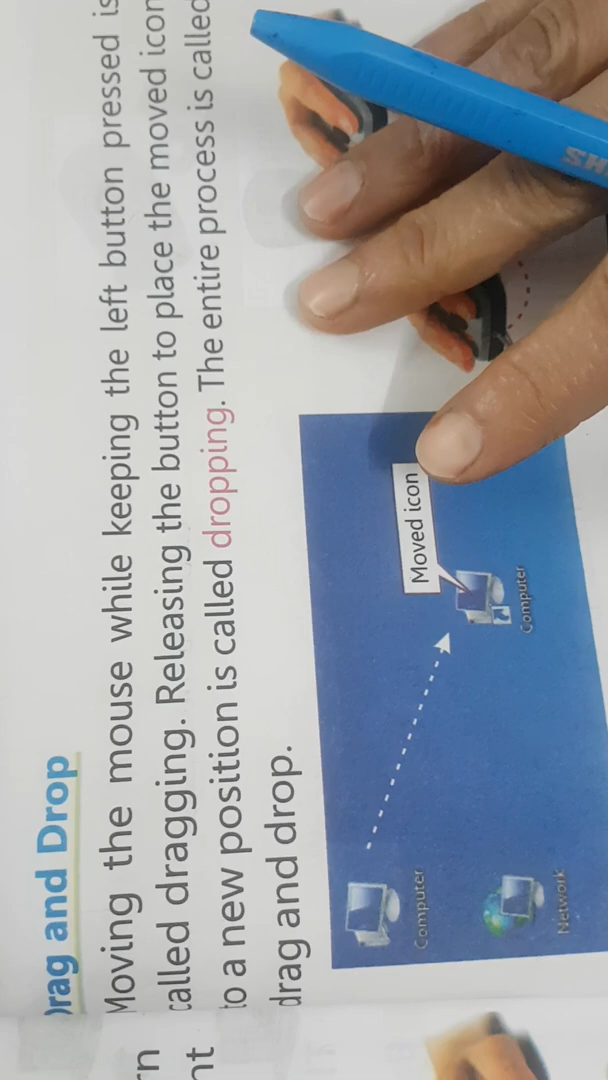 rag and Drop
Moving the mouse while keeping the left button pressed is
called dragging. Releasing the button to place the moved icon
to a new position is called dropping. The entire process is called
drag and drop.
Moved icon
Computer
Computer
Network